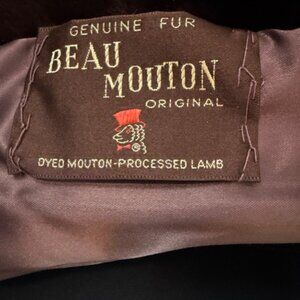 GENUINE FUR
BEAU
MOUTON
ORIGINAL
DYED MOUTON-PROCESSED LAMB